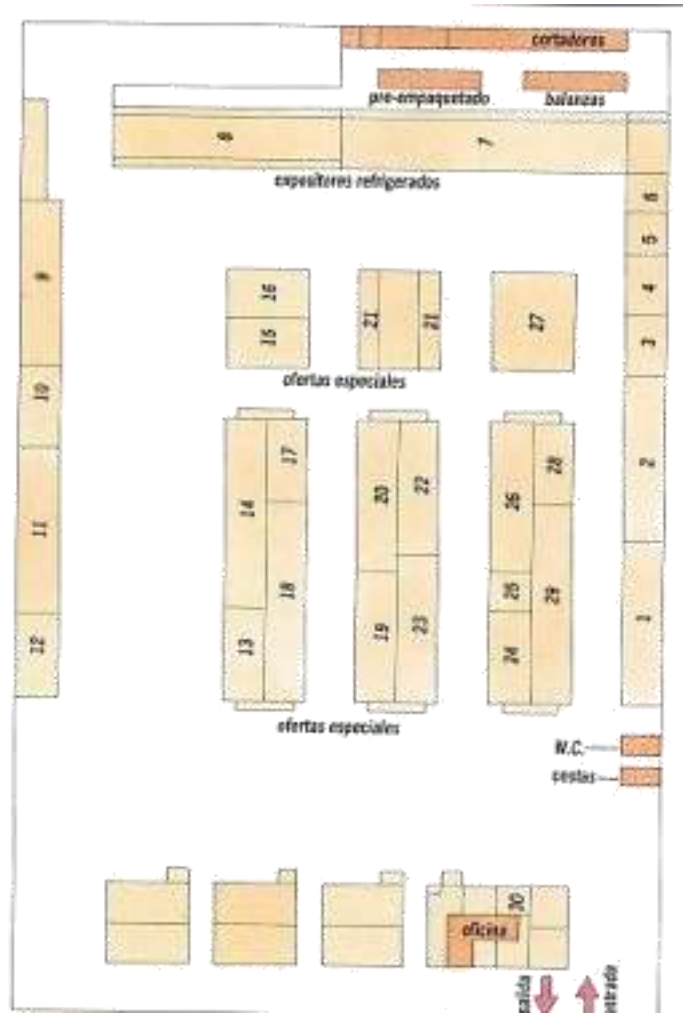 cortadores
pre-empaquetado
balanzas
8
7
expositores refrigerados
6
5
4
3
2
1
9
10
11
12
16
15
21
21
27
ofertas especiales
14
17
13
18
20
22
19
23
26
28
25
24
29
ofertas especiales
W.C.
cestas
30
oficina
salida
entrada